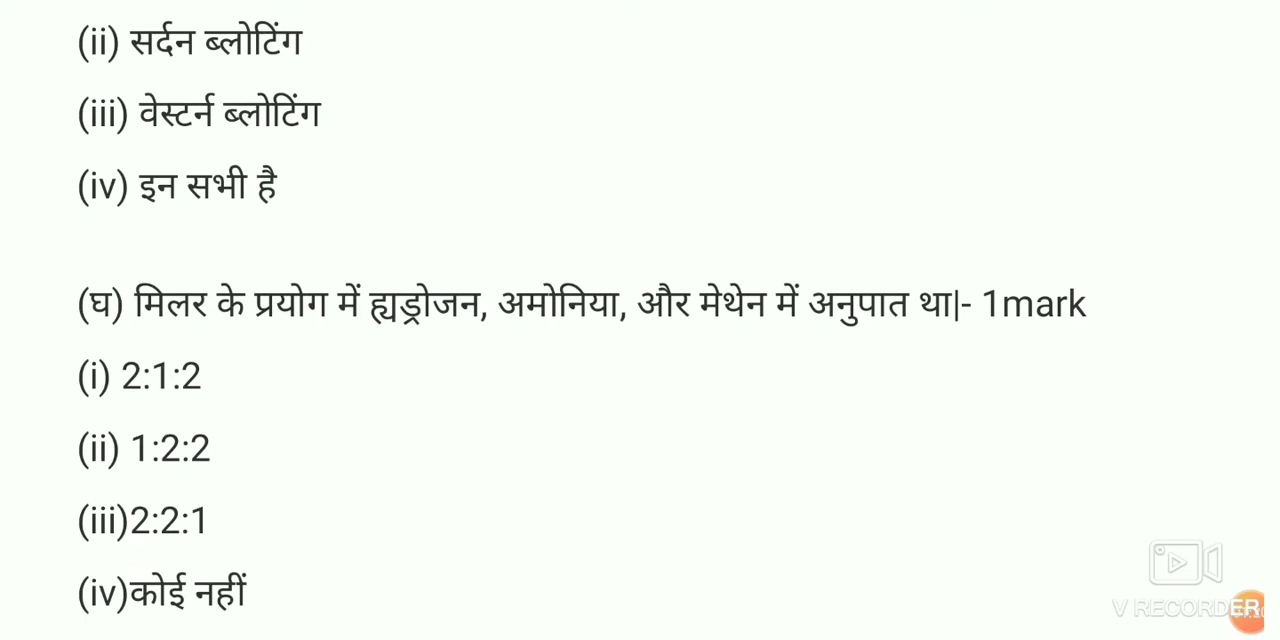 (ii) सर्दन ब्लोटिंग
(iii) वेस्टर्न ब्लोटिंग
(iv) इन सभी है
(घ) मिलर के प्रयोग में ह्यड्रोजन, अमोनिया, और मेथेन में अनुपात था|- 1mark
(i) 2:1:2
(ii) 1:2:2
(iii)2:2:1
(iv)कोई नहीं
V RECORDER